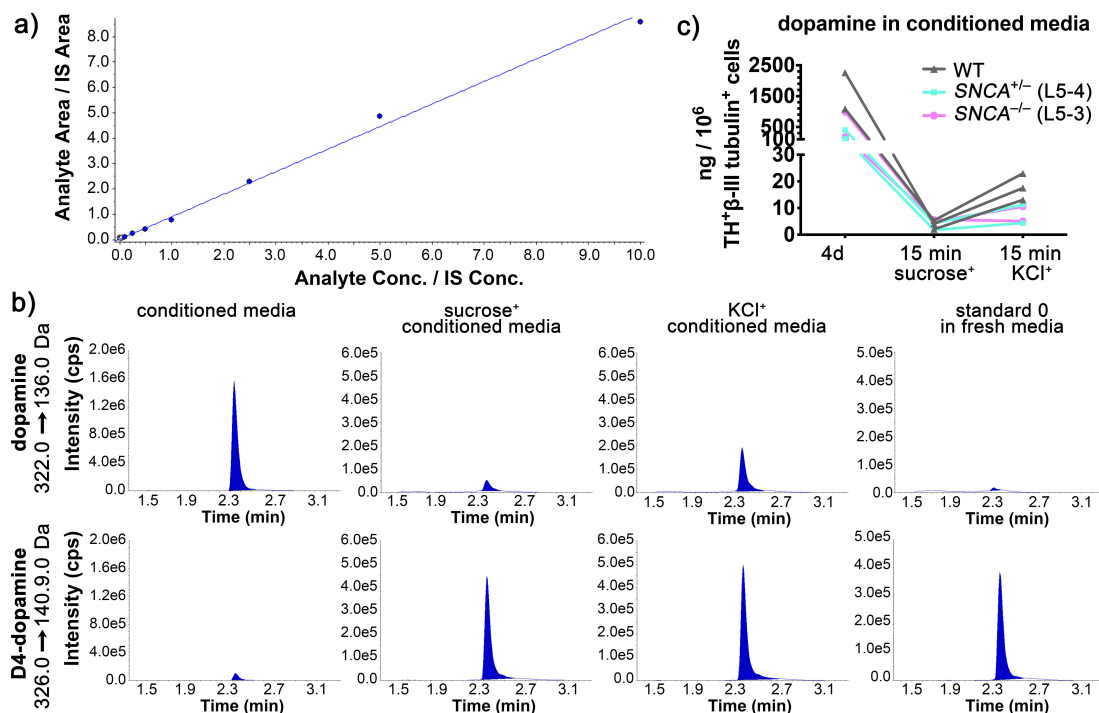 a)
Analyte Area / IS Area
8.0
7.0
6.0
5.0
4.0
3.0
2.0
1.0
0.0
0.0 1.0 2.0 3.0 4.0 5.0 6.0 7.0 8.0 9.0 10.0
Analyte Conc. / IS Conc.
c)
dopamine in conditioned media
ng / 10⁶
TH⁺β-III tubulin⁺ cells
2500
1500
500
100
30
20
10
0
WT
SNCA⁺/⁻ (L5-4)
SNCA⁻/⁻ (L5-3)
4d
15 min
sucrose⁺
15 min
KCl⁺
b)
conditioned media
sucrose⁺
conditioned media
KCl⁺
conditioned media
standard 0
in fresh media
dopamine
322.0 → 136.0 Da
Intensity (cps)
2.0e6
1.6e6
1.2e6
8.0e5
4.0e5
0.0
1.5 1.9 2.3 2.7 3.1
Time (min)
6.0e5
5.0e5
4.0e5
3.0e5
2.0e5
1.0e5
0.0
1.5 1.9 2.3 2.7 3.1
Time (min)
6.0e5
5.0e5
4.0e5
3.0e5
2.0e5
1.0e5
0.0
1.5 1.9 2.3 2.7 3.1
Time (min)
5.0e5
4.0e5
3.0e5
2.0e5
1.0e5
0.0
1.5 1.9 2.3 2.7 3.1
Time (min)
D4-dopamine
326.0 → 140.9.0 Da
Intensity (cps)
2.0e6
1.6e6
1.2e6
8.0e5
4.0e5
0.0
1.5 1.9 2.3 2.7 3.1
Time (min)
6.0e5
5.0e5
4.0e5
3.0e5
2.0e5
1.0e5
0.0
1.5 1.9 2.3 2.7 3.1
Time (min)
6.0e5
5.0e5
4.0e5
3.0e5
2.0e5
1.0e5
0.0
1.5 1.9 2.3 2.7 3.1
Time (min)
5.0e5
4.0e5
3.0e5
2.0e5
1.0e5
0.0
1.5 1.9 2.3 2.7 3.1
Time (min)